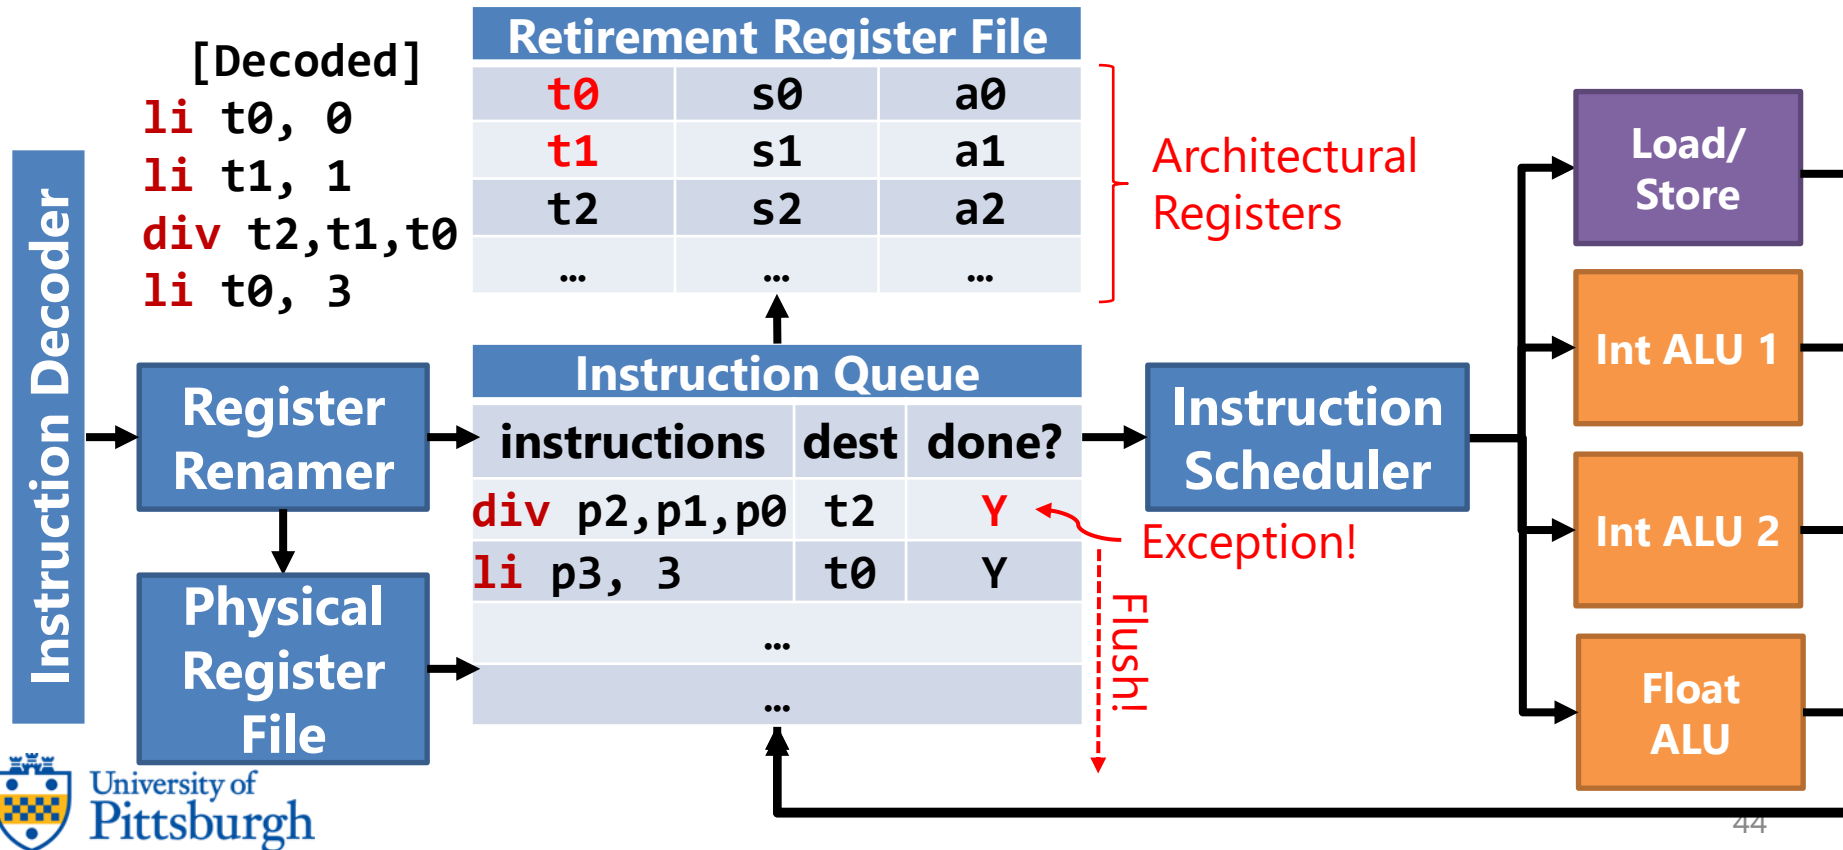 [Decoded]
li t0, 0
li t1, 1
div t2,t1,t0
li t0, 3
Instruction Decoder
Retirement Register File
t0 s0 a0
t1 s1 a1
t2 s2 a2
… … …
Architectural
Registers
Register
Renamer
Physical
Register
File
Instruction Queue
instructions dest done?
div p2,p1,p0 t2 Y
li p3, 3 t0 Y
…
…
Exception!
Flush!
Instruction
Scheduler
Load/
Store
Int ALU 1
Int ALU 2
Float
ALU
University of
Pittsburgh
44